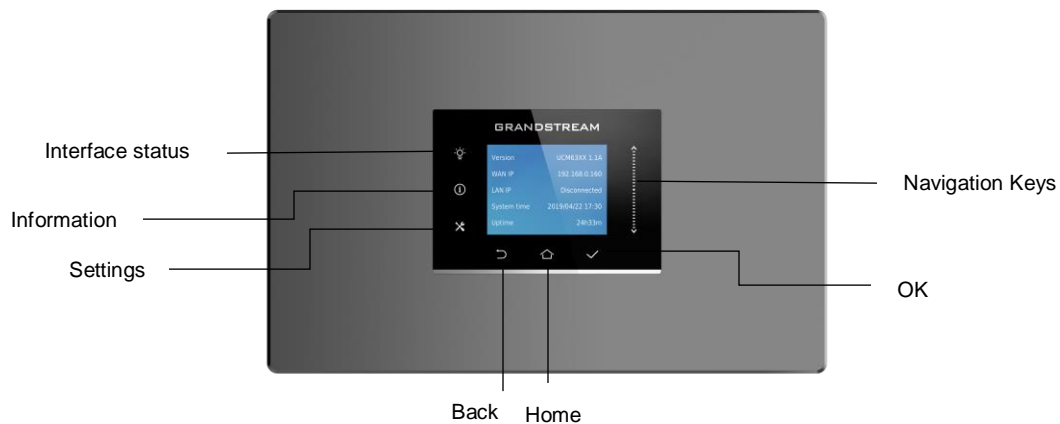 GRANDSTREAM
Interface status
Version UCM63XX 1.1A
WAN IP 192.168.0.160
Navigation Keys
LAN IP Disconnected
Information
System time 2019/04/22 17:30
Uptime 24h33m
Settings
OK
Back Home